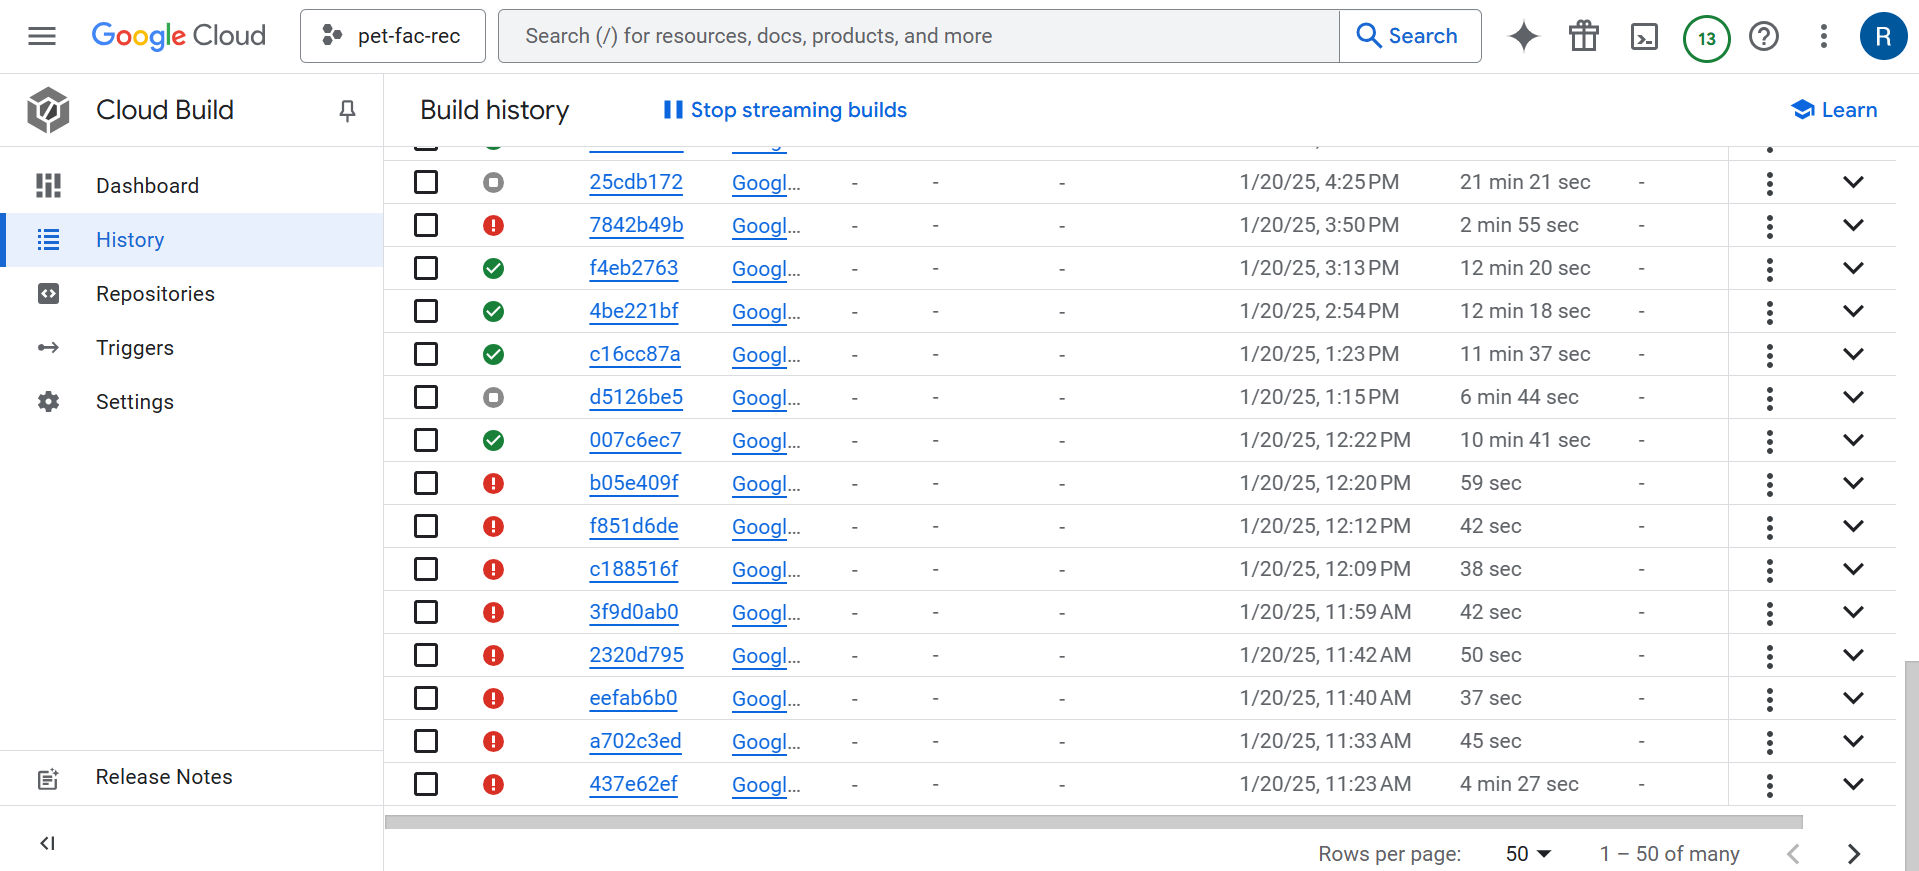 Google Cloud
pet-fac-rec
Search (/) for resources, docs, products, and more
Search
13
R
Cloud Build
Build history
Stop streaming builds
Learn
Dashboard
History
Repositories
Triggers
Settings
Release Notes
25cdb172 Googl… - - - 1/20/25, 4:25 PM 21 min 21 sec -
7842b49b Googl… - - - 1/20/25, 3:50 PM 2 min 55 sec -
f4eb2763 Googl… - - - 1/20/25, 3:13 PM 12 min 20 sec -
4be221bf Googl… - - - 1/20/25, 2:54 PM 12 min 18 sec -
c16cc87a Googl… - - - 1/20/25, 1:23 PM 11 min 37 sec -
d5126be5 Googl… - - - 1/20/25, 1:15 PM 6 min 44 sec -
007c6ec7 Googl… - - - 1/20/25, 12:22 PM 10 min 41 sec -
b05e409f Googl… - - - 1/20/25, 12:20 PM 59 sec -
f851d6de Googl… - - - 1/20/25, 12:12 PM 42 sec -
c188516f Googl… - - - 1/20/25, 12:09 PM 38 sec -
3f9d0ab0 Googl… - - - 1/20/25, 11:59 AM 42 sec -
2320d795 Googl… - - - 1/20/25, 11:42 AM 50 sec -
eefab6b0 Googl… - - - 1/20/25, 11:40 AM 37 sec -
a702c3ed Googl… - - - 1/20/25, 11:33 AM 45 sec -
437e62ef Googl… - - - 1/20/25, 11:23 AM 4 min 27 sec -
Rows per page: 50 1 – 50 of many